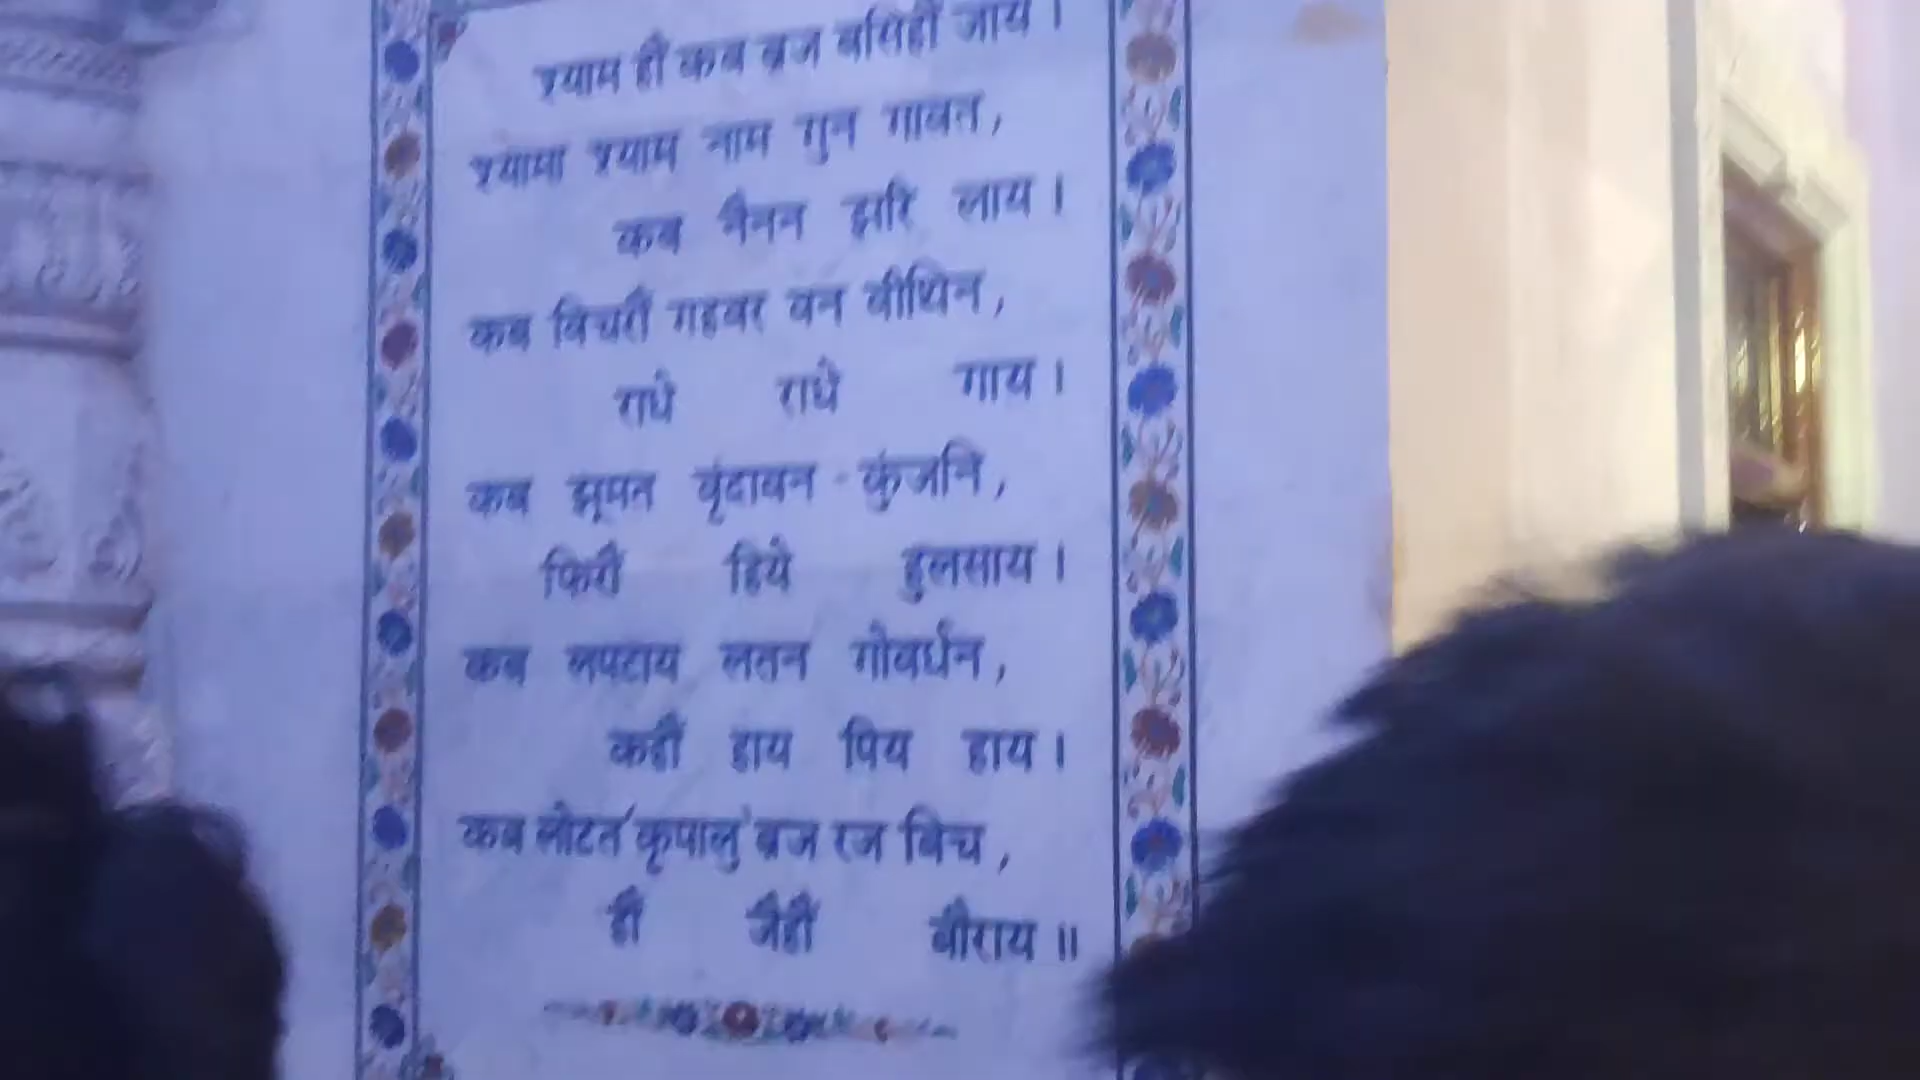 श्याम हौं कब ब्रज बसिहौं जाय ।
श्यामा श्याम नाम गुन गावत ,
कब नैनन झरि लाय ।
कब विचरौं गहवर वन वीथिन ,
राधे राधे गाय ।
कब झूमत वृंदावन - कुंजनि ,
फिरौं हिये हुलसाय ।
कब लपटाय लतन गोवर्धन ,
कहौं हाय पिय हाय ।
कब लोटत 'कृपालु' ब्रज रज बिच ,
हौं जैहौं बौराय ॥